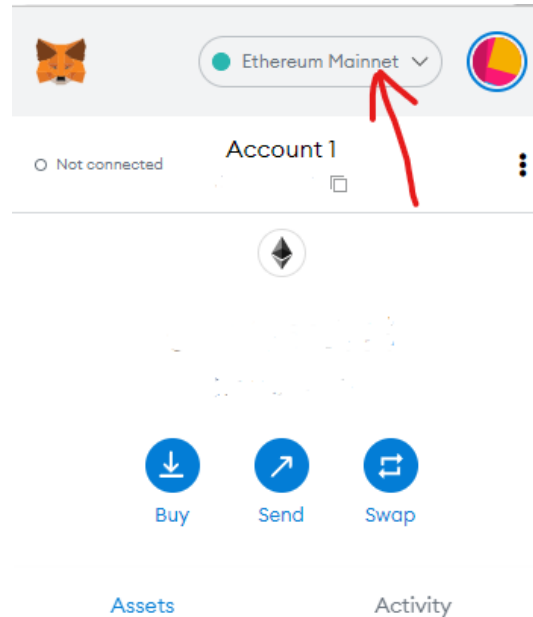 Ethereum Mainnet
Not connected
Account 1
Buy Send Swap
Assets Activity